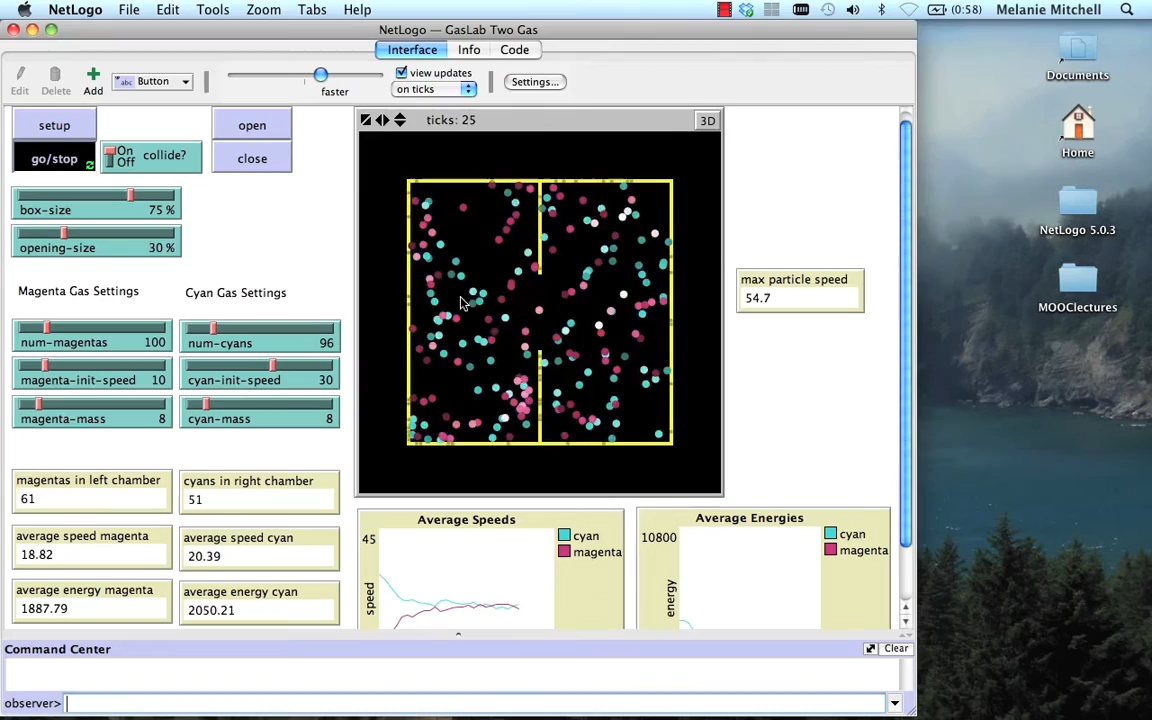 NetLogo File Edit Tools Zoom Tabs Help (0:58) Melanie Mitchell
NetLogo — GasLab Two Gas
Interface Info Code
Edit Delete Add abc Button faster view updates on ticks Settings...
setup open
go/stop On Off collide? close
box-size 75 %
opening-size 30 %
Magenta Gas Settings Cyan Gas Settings
num-magentas 100 num-cyans 96
magenta-init-speed 10 cyan-init-speed 30
magenta-mass 8 cyan-mass 8
magentas in left chamber cyans in right chamber
61 51
average speed magenta average speed cyan
18.82 20.39
average energy magenta average energy cyan
1887.79 2050.21
ticks: 25 3D
max particle speed
54.7
Average Speeds
45
speed
cyan
magenta
Average Energies
10800
energy
cyan
magenta
Command Center Clear
observer>
Documents
Home
NetLogo 5.0.3
MOOClectures